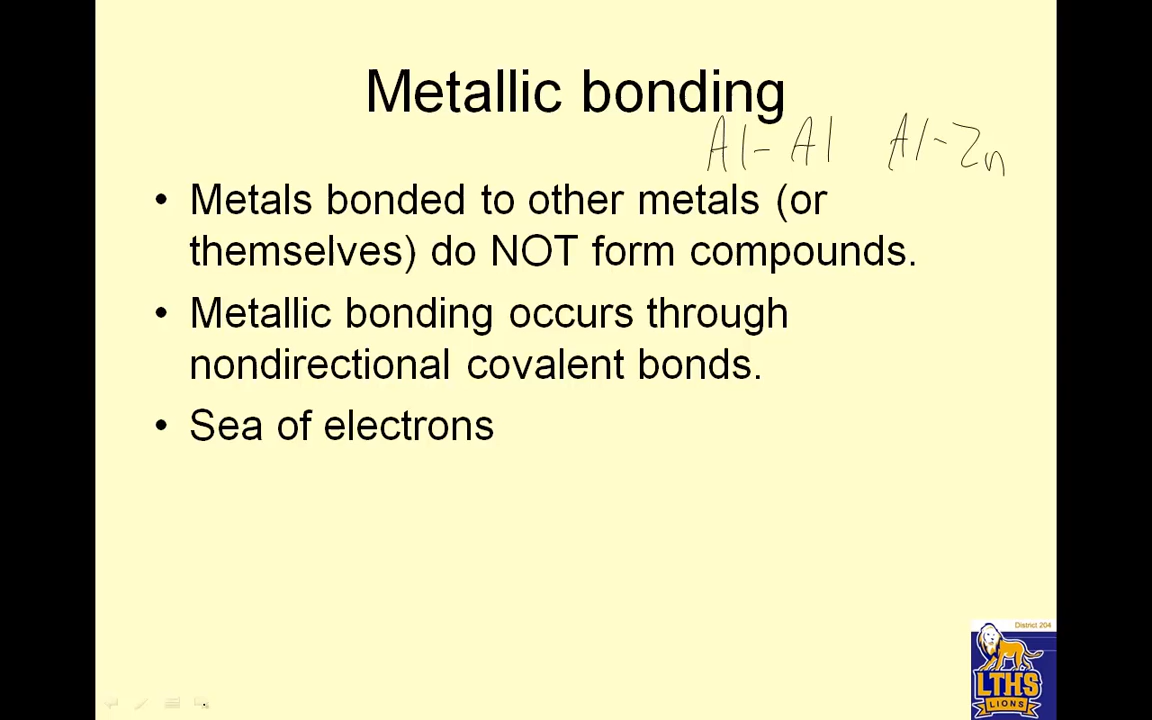 Metallic bonding
Al- Al Al-Zn
• Metals bonded to other metals (or
themselves) do NOT form compounds.
• Metallic bonding occurs through
nondirectional covalent bonds.
• Sea of electrons
District 204
LTHS
LIONS